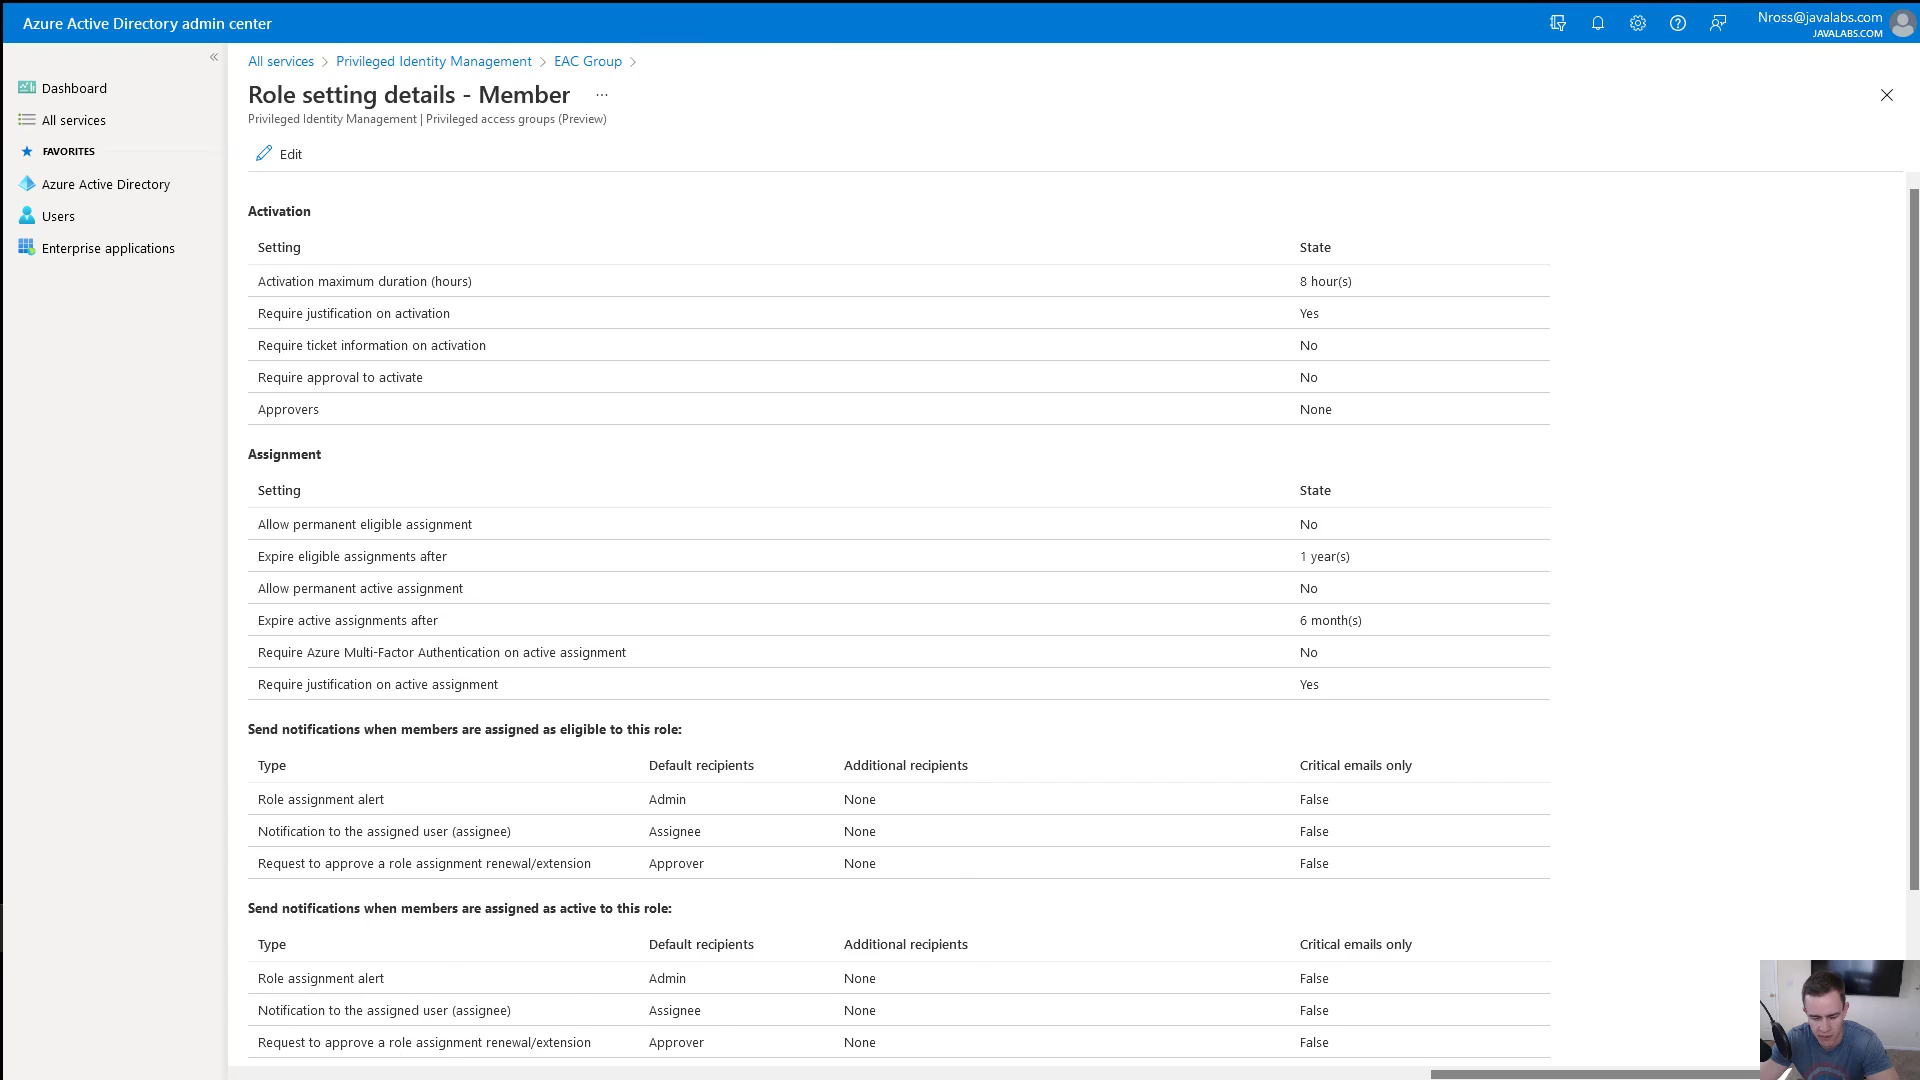 Azure Active Directory admin center
Nross@javalabs.com
JAVALABS.COM
Dashboard
All services
FAVORITES
Azure Active Directory
Users
Enterprise applications
All services > Privileged Identity Management > EAC Group >
Role setting details - Member ...
Privileged Identity Management | Privileged access groups (Preview)
Edit
Activation
Setting State
Activation maximum duration (hours) 8 hour(s)
Require justification on activation Yes
Require ticket information on activation No
Require approval to activate No
Approvers None
Assignment
Setting State
Allow permanent eligible assignment No
Expire eligible assignments after 1 year(s)
Allow permanent active assignment No
Expire active assignments after 6 month(s)
Require Azure Multi-Factor Authentication on active assignment No
Require justification on active assignment Yes
Send notifications when members are assigned as eligible to this role:
Type Default recipients Additional recipients Critical emails only
Role assignment alert Admin None False
Notification to the assigned user (assignee) Assignee None False
Request to approve a role assignment renewal/extension Approver None False
Send notifications when members are assigned as active to this role:
Type Default recipients Additional recipients Critical emails only
Role assignment alert Admin None False
Notification to the assigned user (assignee) Assignee None False
Request to approve a role assignment renewal/extension Approver None False